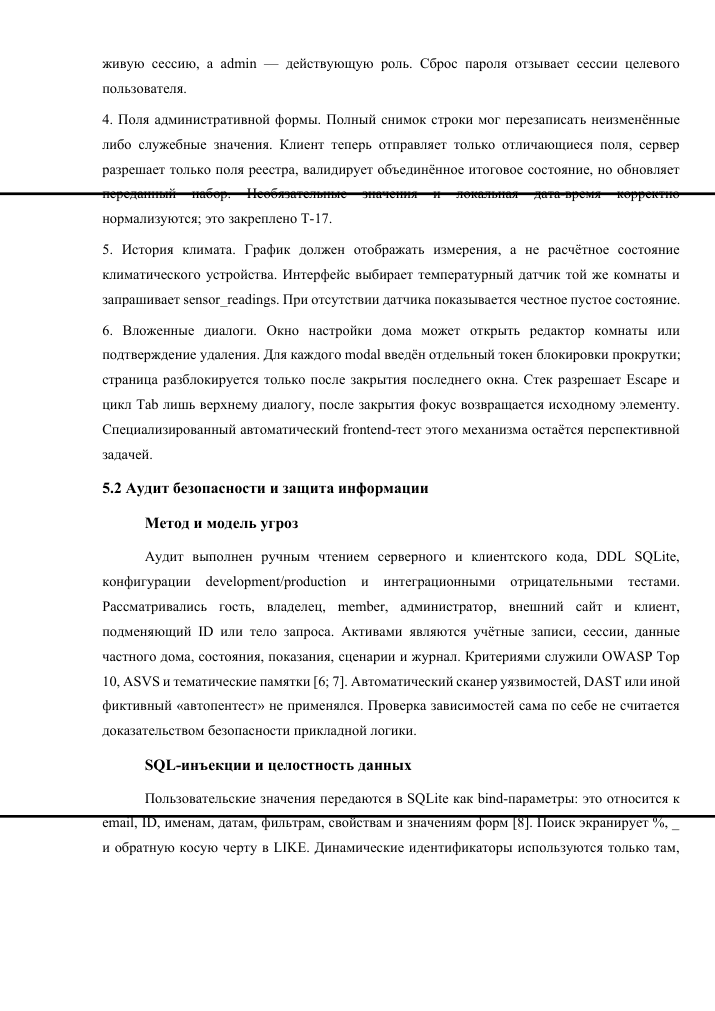 живую сессию, а admin — действующую роль. Сброс пароля отзывает сессии целевого
пользователя.
4. Поля административной формы. Полный снимок строки мог перезаписать неизменённые
либо служебные значения. Клиент теперь отправляет только отличающиеся поля, сервер
разрешает только поля реестра, валидирует объединённое итоговое состояние, но обновляет
переданный набор. Необязательные значения и локальная дата-время корректно
нормализуются; это закреплено Т-17.
5. История климата. График должен отображать измерения, а не расчётное состояние
климатического устройства. Интерфейс выбирает температурный датчик той же комнаты и
запрашивает sensor_readings. При отсутствии датчика показывается честное пустое состояние.
6. Вложенные диалоги. Окно настройки дома может открыть редактор комнаты или
подтверждение удаления. Для каждого modal введён отдельный токен блокировки прокрутки;
страница разблокируется только после закрытия последнего окна. Стек разрешает Escape и
цикл Tab лишь верхнему диалогу, после закрытия фокус возвращается исходному элементу.
Специализированный автоматический frontend-тест этого механизма остаётся перспективной
задачей.
5.2 Аудит безопасности и защита информации
Метод и модель угроз
Аудит выполнен ручным чтением серверного и клиентского кода, DDL SQLite,
конфигурации development/production и интеграционными отрицательными тестами.
Рассматривались гость, владелец, member, администратор, внешний сайт и клиент,
подменяющий ID или тело запроса. Активами являются учётные записи, сессии, данные
частного дома, состояния, показания, сценарии и журнал. Критериями служили OWASP Top
10, ASVS и тематические памятки [6; 7]. Автоматический сканер уязвимостей, DAST или иной
фиктивный «автопентест» не применялся. Проверка зависимостей сама по себе не считается
доказательством безопасности прикладной логики.
SQL-инъекции и целостность данных
Пользовательские значения передаются в SQLite как bind-параметры: это относится к
email, ID, именам, датам, фильтрам, свойствам и значениям форм [8]. Поиск экранирует %, _
и обратную косую черту в LIKE. Динамические идентификаторы используются только там,